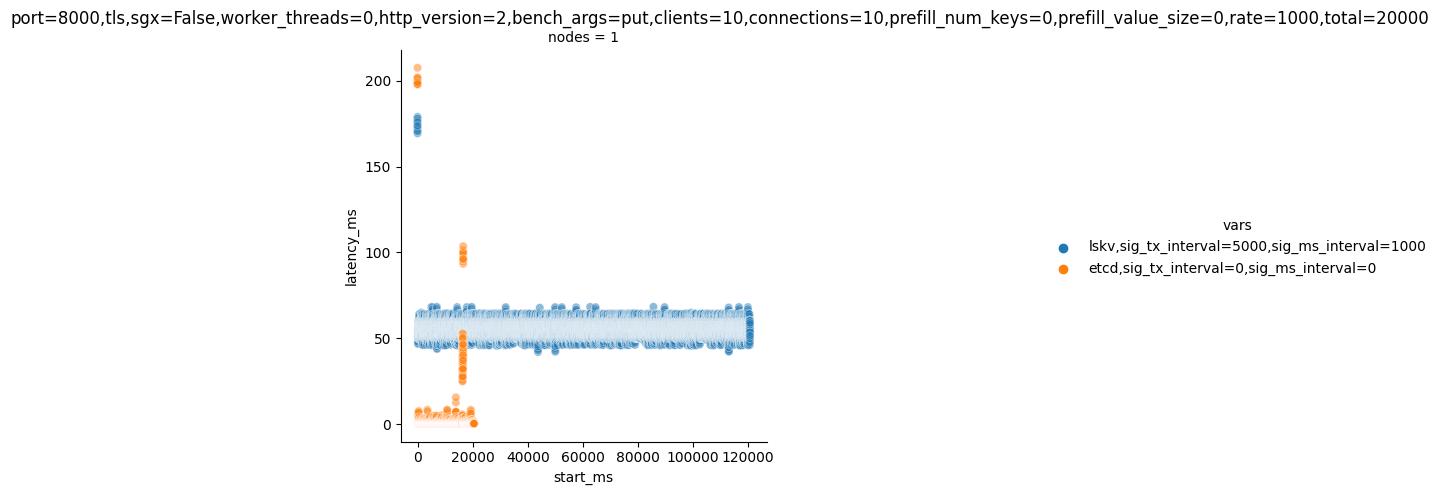 port=8000,tls,sgx=False,worker_threads=0,http_version=2,bench_args=put,clients=10,connections=10,prefill_num_keys=0,prefill_value_size=0,rate=1000,total=20000
nodes = 1
200
150
100
50
0
latency_ms
0 20000 40000 60000 80000 100000 120000
start_ms
vars
lskv,sig_tx_interval=5000,sig_ms_interval=1000
etcd,sig_tx_interval=0,sig_ms_interval=0